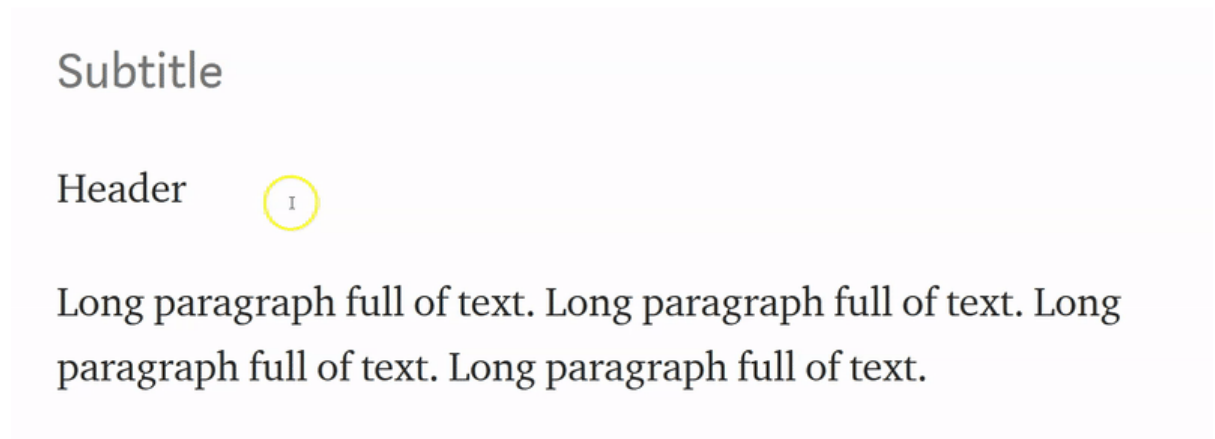 Subtitle
Header
Long paragraph full of text. Long paragraph full of text. Long
paragraph full of text. Long paragraph full of text.